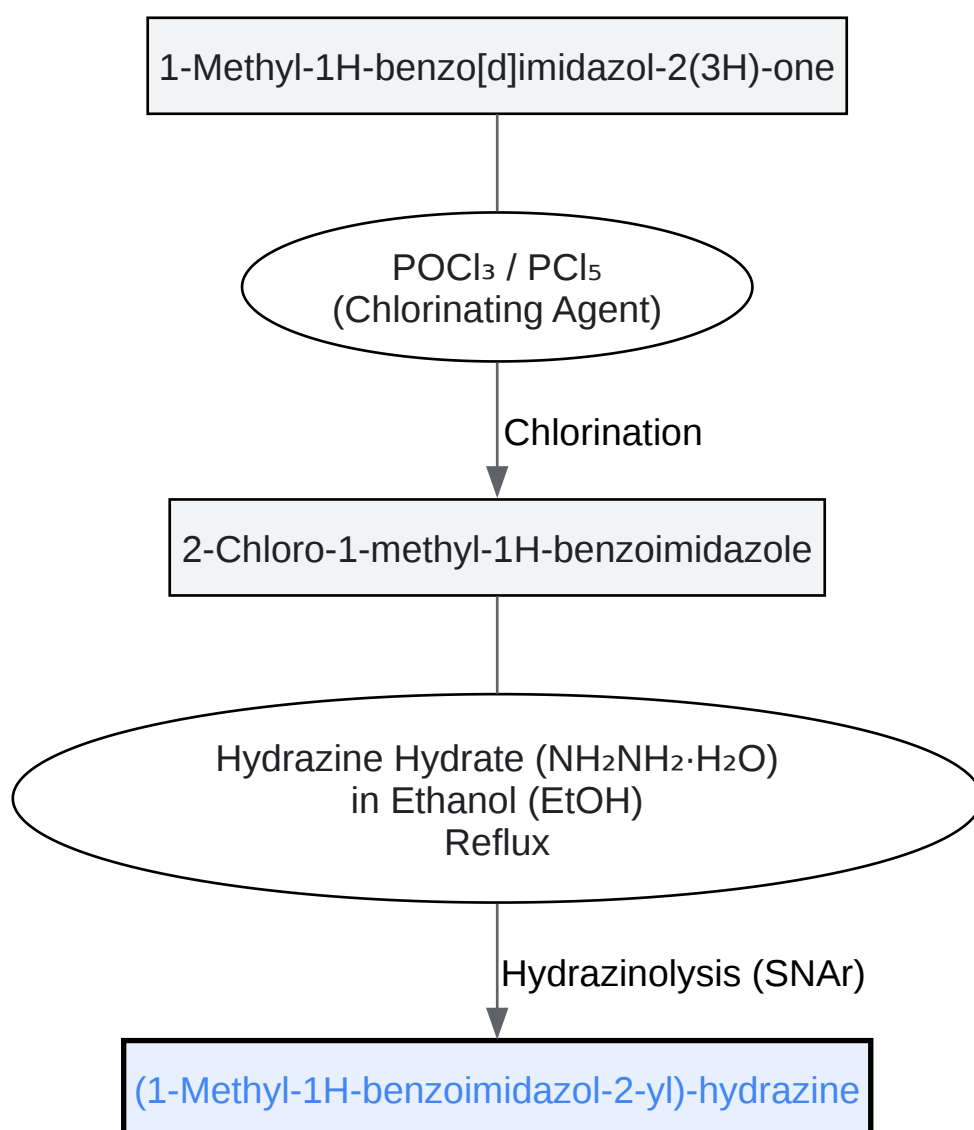 1-Methyl-1H-benzo[d]imidazol-2(3H)-one
POCl₃ / PCl₅
(Chlorinating Agent)
Chlorination
2-Chloro-1-methyl-1H-benzoimidazole
Hydrazine Hydrate (NH₂NH₂·H₂O)
in Ethanol (EtOH)
Reflux
Hydrazinolysis (SNAr)
(1-Methyl-1H-benzoimidazol-2-yl)-hydrazine